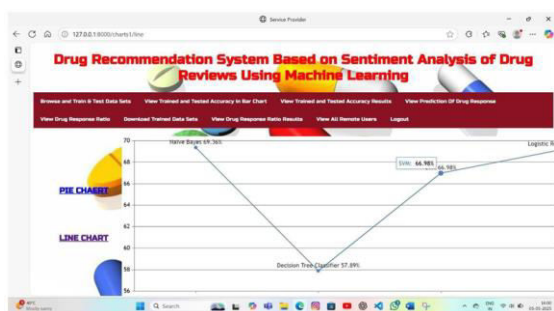 Service Provider
127.0.0.1:8000/charts1/line
Drug Recommendation System Based on Sentiment Analysis of Drug
Reviews Using Machine Learning
Browse and Train & Test Data Sets View Trained and Tested Accuracy in Bar Chart View Trained and Tested Accuracy Results View Prediction Of Drug Response
View Drug Response Ratio Download Trained Data Sets View Drug Response Ratio Results View All Remote Users Logout
70
Naive Bayes 69.36%
Logistic R
68
SVM: 66.98%
66.98%
PIE CHAERT
66
64
62
LINE CHART
60
Decision Tree Classifier 57.89%
58
56
Search